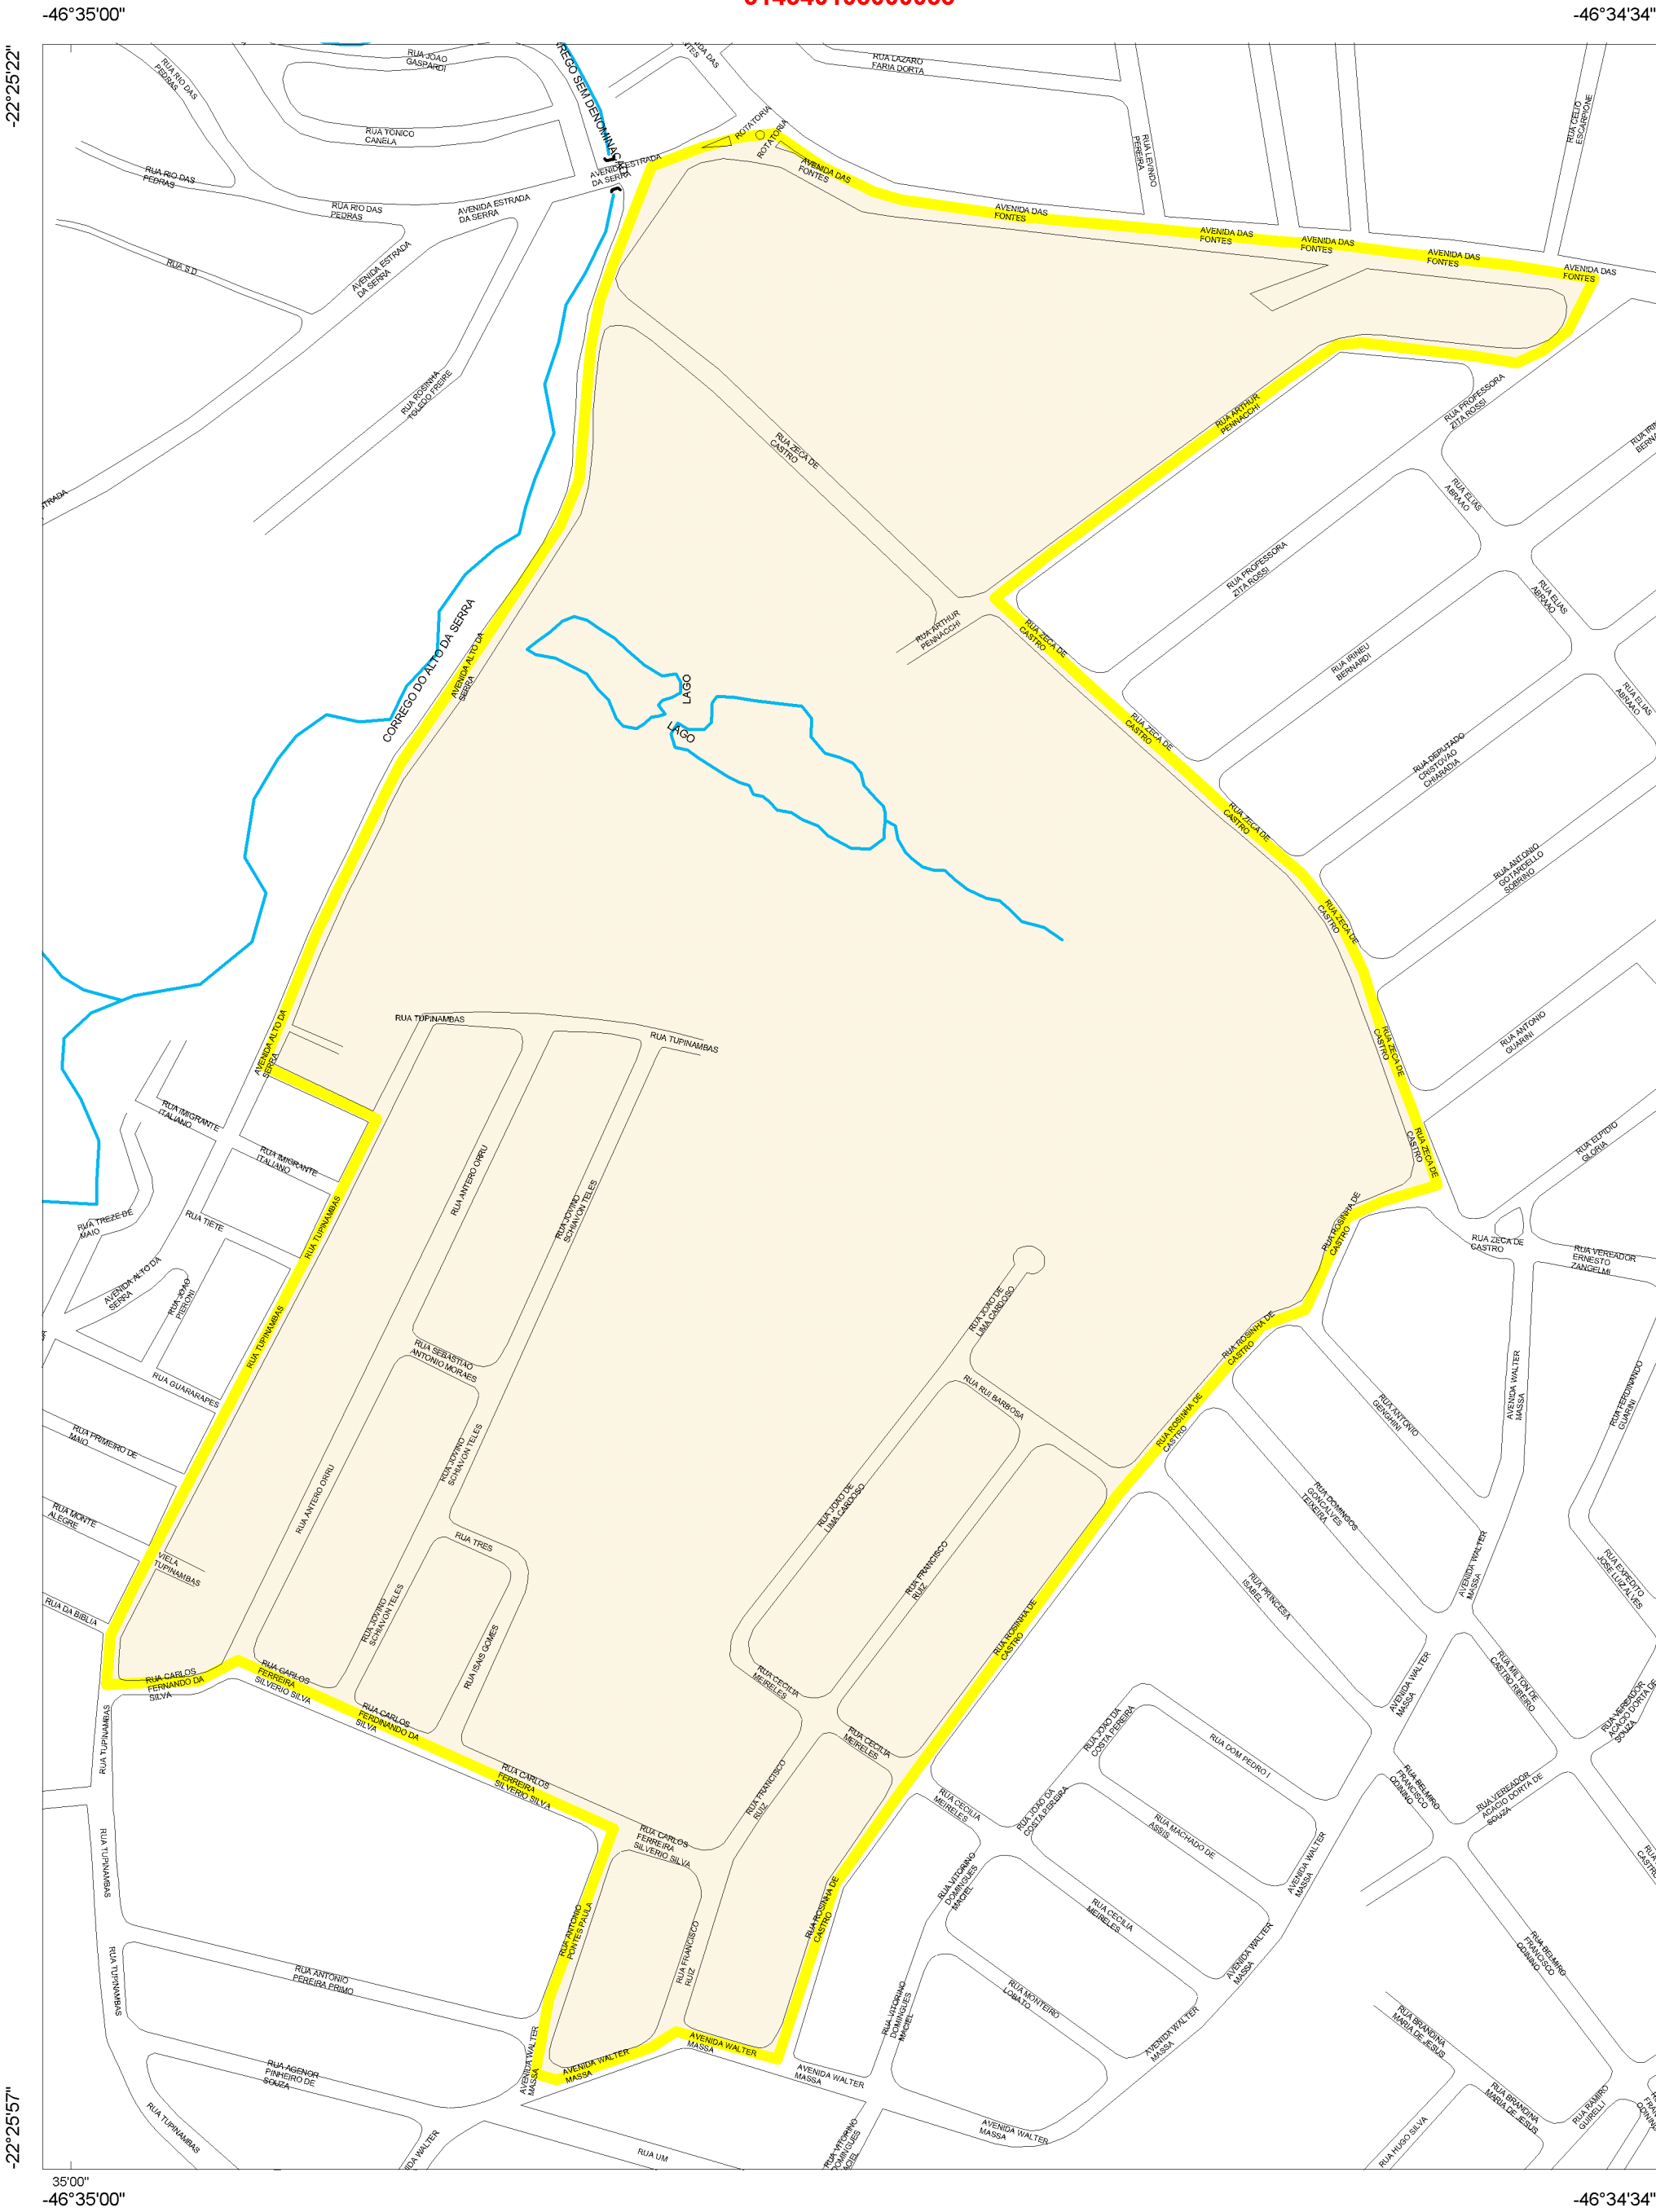 -46°35'00"
-46°34'34"
-22°25'22"
RUA RIO DAS
PEDRAS
RUA JOAO
GASPARDI
RUA TONICO
CANELA
RUA RIO DAS
PEDRAS
RUA RIO DAS
PEDRAS
AVENIDA ESTRADA
DA SERRA
AVENIDA ESTRADA
DA SERRA
AVENIDA ESTRADA
DA SERRA
RUA S D
RUA ROSINHA
TOLEDO FREIRE
ROTATORIA
ROTATORIA
RUA LAZARO
FARIA DORTA
RUA LEVINDO
PEREIRA
RUA CELIO
ESCARPIONE
AVENIDA DAS
FONTES
AVENIDA DAS
FONTES
AVENIDA DAS
FONTES
AVENIDA DAS
FONTES
AVENIDA DAS
FONTES
AVENIDA DAS
FONTES
RUA ZECA DE
CASTRO
RUA ARTHUR
PENNACCHI
RUA ARTHUR
PENNACCHI
RUA PROFESSORA
ZITA ROSSI
RUA PROFESSORA
ZITA ROSSI
RUA ELIAS
ABRAAO
RUA ELIAS
ABRAAO
RUA ELIAS
ABRAAO
RUA IRINEU
BERNARDI
RUA DEPUTADO
CRISTOVAO
CHIARADIA
RUA ANTONIO
GOTARDELLO
SOBRINO
RUA ANTONIO
GUARINI
RUA ELPIDIO
GLORIA
CORREGO DO ALTO DA SERRA
AVENIDA ALTO DA
SERRA
LAGO
LAGO
RUA ZECA DE
CASTRO
RUA ZECA DE
CASTRO
RUA ZECA DE
CASTRO
RUA ZECA DE
CASTRO
RUA ZECA DE
CASTRO
RUA ZECA DE
CASTRO
RUA ZECA DE
CASTRO
RUA VEREADOR
ERNESTO
ZANGELMI
AVENIDA ALTO DA
SERRA
RUA TUPINAMBAS
RUA TUPINAMBAS
RUA IMIGRANTE
ITALIANO
RUA IMIGRANTE
ITALIANO
RUA TIETE
RUA TREZE DE
MAIO
AVENIDA ALTO DA
SERRA
RUA JOAO
PIERONI
RUA TUPINAMBAS
RUA TUPINAMBAS
RUA GUARARAPES
RUA PRIMEIRO DE
MAIO
RUA MONTE
ALEGRE
VIELA
TUPINAMBAS
RUA DA BIBLIA
RUA ANTERO ORRU
RUA ANTERO ORRU
RUA JOVINO
SCHIAVON TELES
RUA SEBASTIAO
ANTONIO MORAES
RUA JOVINO
SCHIAVON TELES
RUA TRES
RUA JOVINO
SCHIAVON TELES
RUA ISAIS GOMES
RUA JOAO DE
LIMA CARDOSO
RUA JOAO DE
LIMA CARDOSO
RUA RUI BARBOSA
RUA FRANCISCO
RUIZ
RUA ROSINHA DE
CASTRO
RUA ROSINHA DE
CASTRO
RUA ROSINHA DE
CASTRO
RUA ROSINHA DE
CASTRO
RUA ROSINHA DE
CASTRO
RUA ANTONIO
GENGHINI
RUA DOMINGOS
GONCALVES
TEIXEIRA
RUA PRINCESA
ISABEL
AVENIDA WALTER
MASSA
AVENIDA WALTER
MASSA
AVENIDA WALTER
MASSA
RUA FERDINANDO
GUARINI
RUA EXPEDITO
JOSE LUIZ ALVES
RUA MILTON DE
CASTRO RIBEIRO
RUA VEREADOR
ACACIO DORTA DE
SOUZA
RUA VEREADOR
ACACIO DORTA DE
SOUZA
RUA CARLOS
FERNANDO DA
SILVA
RUA CARLOS
FERREIRA
SILVERIO SILVA
RUA CARLOS
FERDINANDO DA
SILVA
RUA CARLOS
FERREIRA
SILVERIO SILVA
RUA CARLOS
FERREIRA
SILVERIO SILVA
RUA CECILIA
MEIRELES
RUA CECILIA
MEIRELES
RUA CECILIA
MEIRELES
RUA CECILIA
MEIRELES
RUA FRANCISCO
RUIZ
RUA FRANCISCO
RUIZ
RUA JOAO DA
COSTA PEREIRA
RUA JOAO DA
COSTA PEREIRA
RUA DOM PEDRO I
RUA MACHADO DE
ASSIS
RUA BELMIRO
FRANCISCO
ODININO
RUA BELMIRO
FRANCISCO
ODININO
RUA VITORINO
DOMINGUES
MACIEL
RUA VITORINO
DOMINGUES
MACIEL
RUA MONTEIRO
LOBATO
AVENIDA WALTER
MASSA
AVENIDA WALTER
MASSA
AVENIDA WALTER
MASSA
RUA TUPINAMBAS
RUA TUPINAMBAS
RUA TUPINAMBAS
RUA TUPINAMBAS
RUA ANTONIO
PEREIRA PRIMO
RUA AGENOR
PINHEIRO DE
SOUZA
RUA ANTONIO
PONTES PAULA
AVENIDA WALTER
MASSA
AVENIDA WALTER
MASSA
AVENIDA WALTER
MASSA
AVENIDA WALTER
MASSA
AVENIDA WALTER
MASSA
RUA UM
RUA BRANDINA
MARIA DE JESUS
RUA BRANDINA
MARIA DE JESUS
RUA RAMIRO
GUIRELLI
RUA HUGO SILVA
-22°25'57"
35'00"
-46°35'00"
-46°34'34"